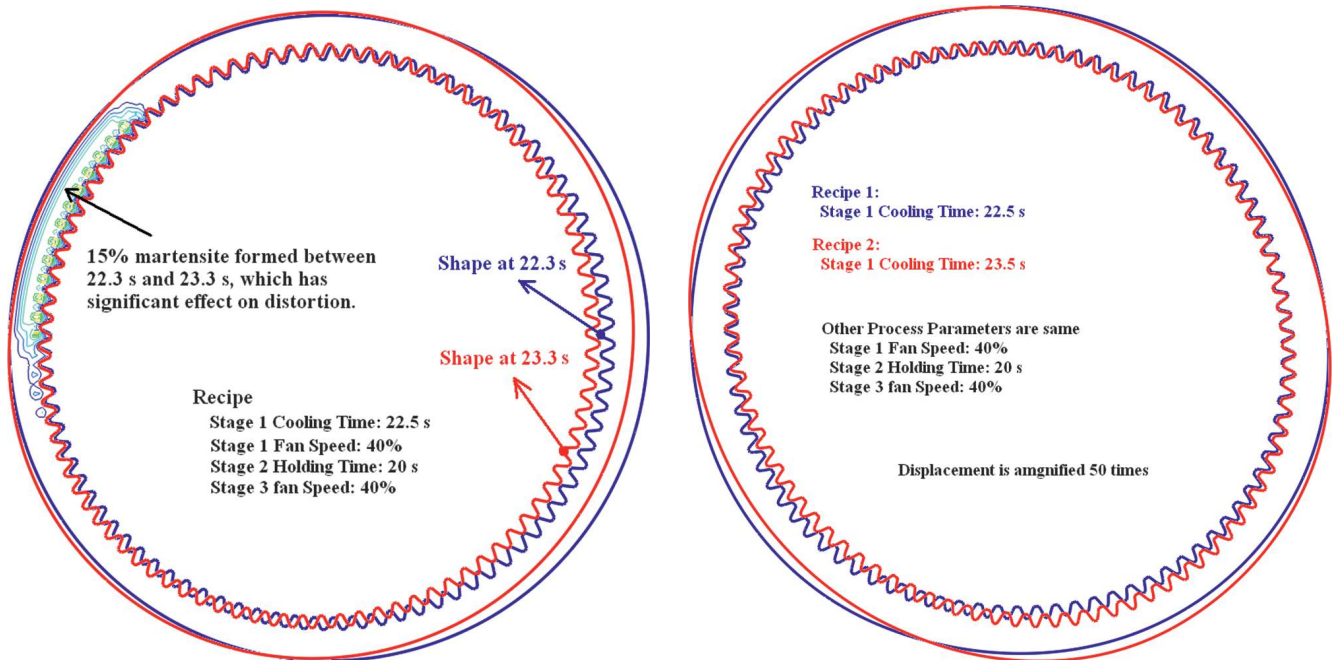 15% martensite formed between
22.3 s and 23.3 s, which has
significant effect on distortion.
Shape at 22.3 s
Shape at 23.3 s
Recipe
Stage 1 Cooling Time: 22.5 s
Stage 1 Fan Speed: 40%
Stage 2 Holding Time: 20 s
Stage 3 fan Speed: 40%
Recipe 1:
Stage 1 Cooling Time: 22.5 s
Recipe 2:
Stage 1 Cooling Time: 23.5 s
Other Process Parameters are same
Stage 1 Fan Speed: 40%
Stage 2 Holding Time: 20 s
Stage 3 fan Speed: 40%
Displacement is amgnified 50 times